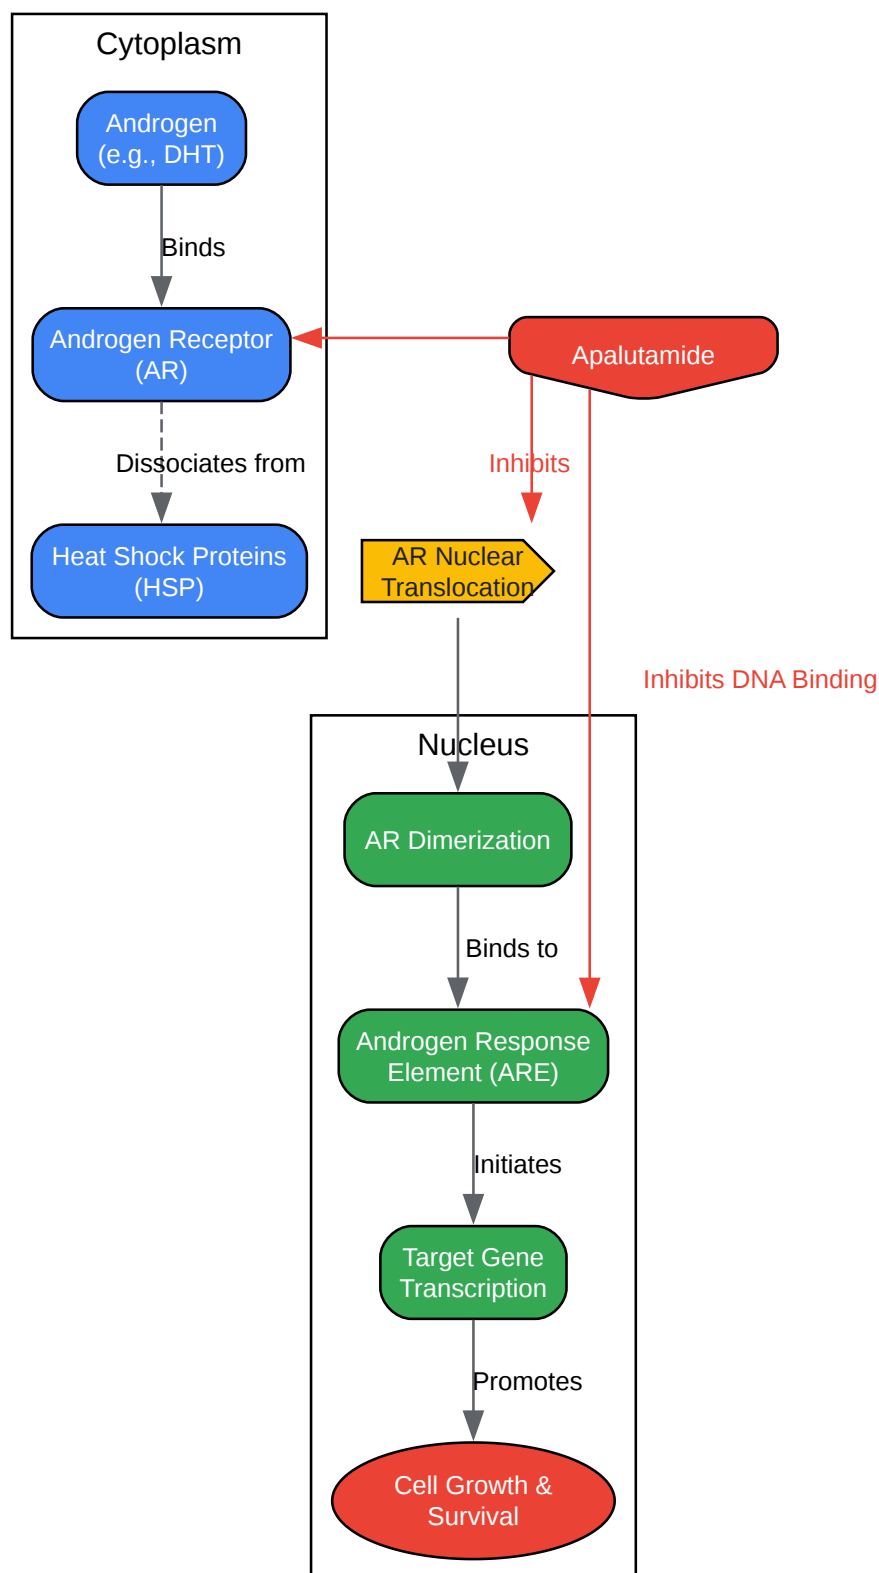 Cytoplasm
Androgen
(e.g., DHT)
Binds
Androgen Receptor
(AR)
Apalutamide
Dissociates from
Inhibits
Heat Shock Proteins
(HSP)
AR Nuclear
Translocation
Inhibits DNA Binding
Nucleus
AR Dimerization
Binds to
Androgen Response
Element (ARE)
Initiates
Target Gene
Transcription
Promotes
Cell Growth &
Survival